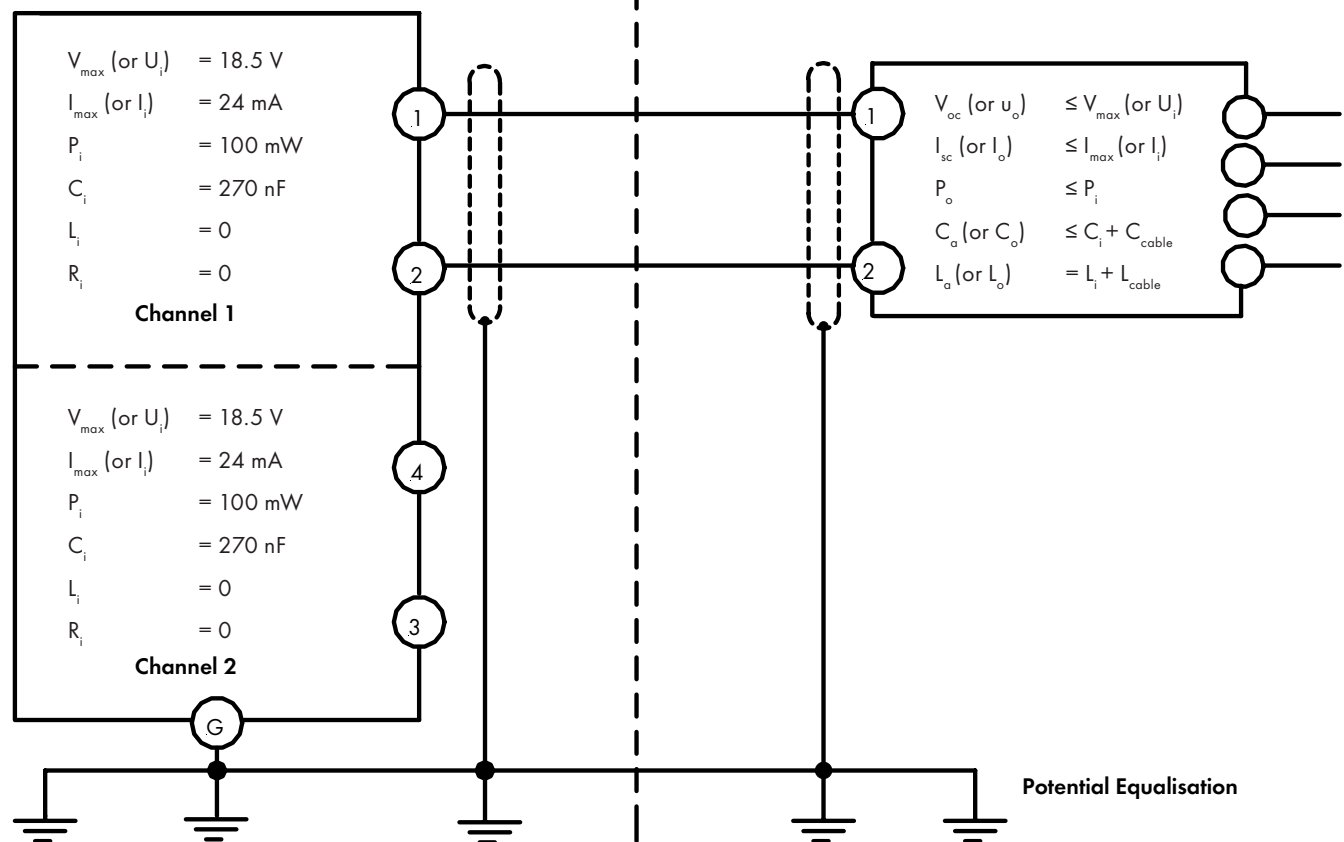 V_max (or U_i) = 18.5 V
I_max (or I_i) = 24 mA
P_i = 100 mW
C_i = 270 nF
L_i = 0
R_i = 0
Channel 1
1
2
V_max (or U_i) = 18.5 V
I_max (or I_i) = 24 mA
P_i = 100 mW
C_i = 270 nF
L_i = 0
R_i = 0
Channel 2
4
3
G
1
2
V_oc (or u_o) ≤ V_max (or U_i)
I_sc (or I_o) ≤ I_max (or I_i)
P_o ≤ P_i
C_a (or C_o) ≤ C_i + C_cable
L_a (or L_o) = L_i + L_cable
Potential Equalisation